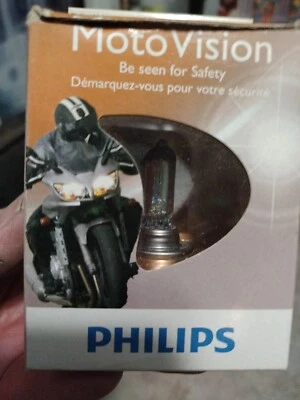 MotoVision
Be seen for Safety
Démarquez-vous pour votre sécurité
PHILIPS